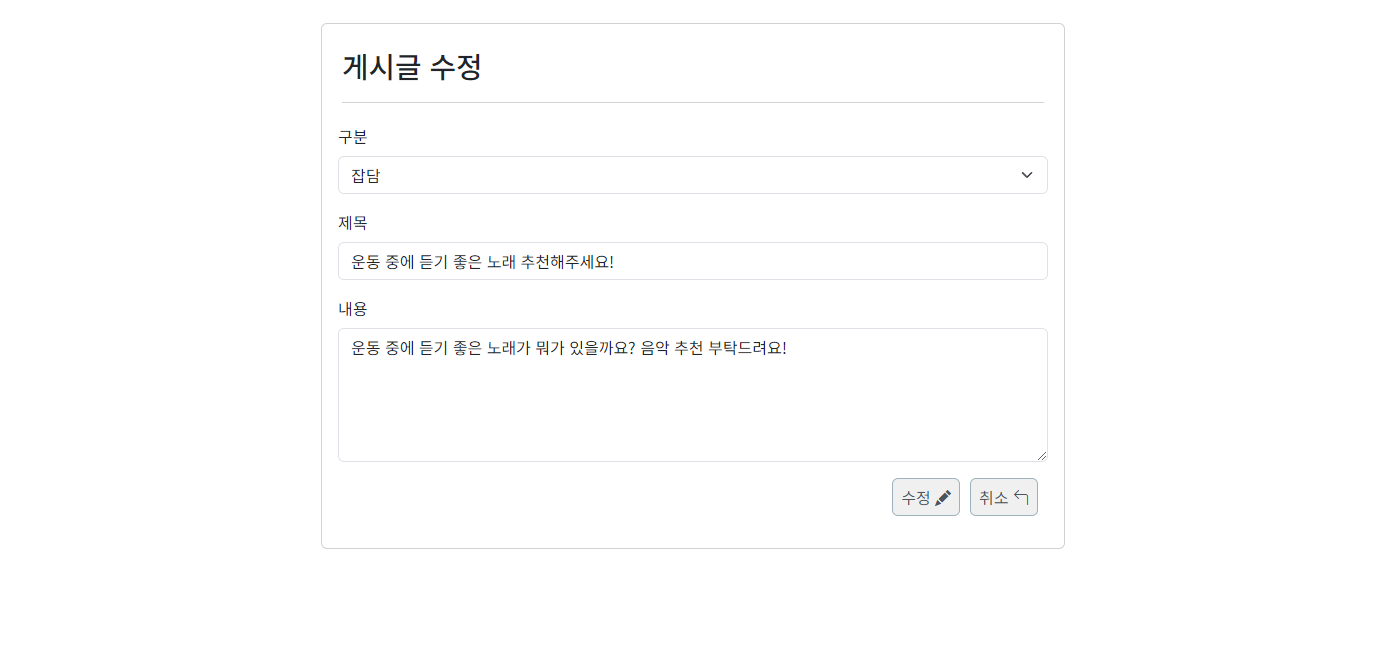 게시글 수정
구분
잡담
제목
운동 중에 듣기 좋은 노래 추천해주세요!
내용
운동 중에 듣기 좋은 노래가 뭐가 있을까요? 음악 추천 부탁드려요!
수정
취소